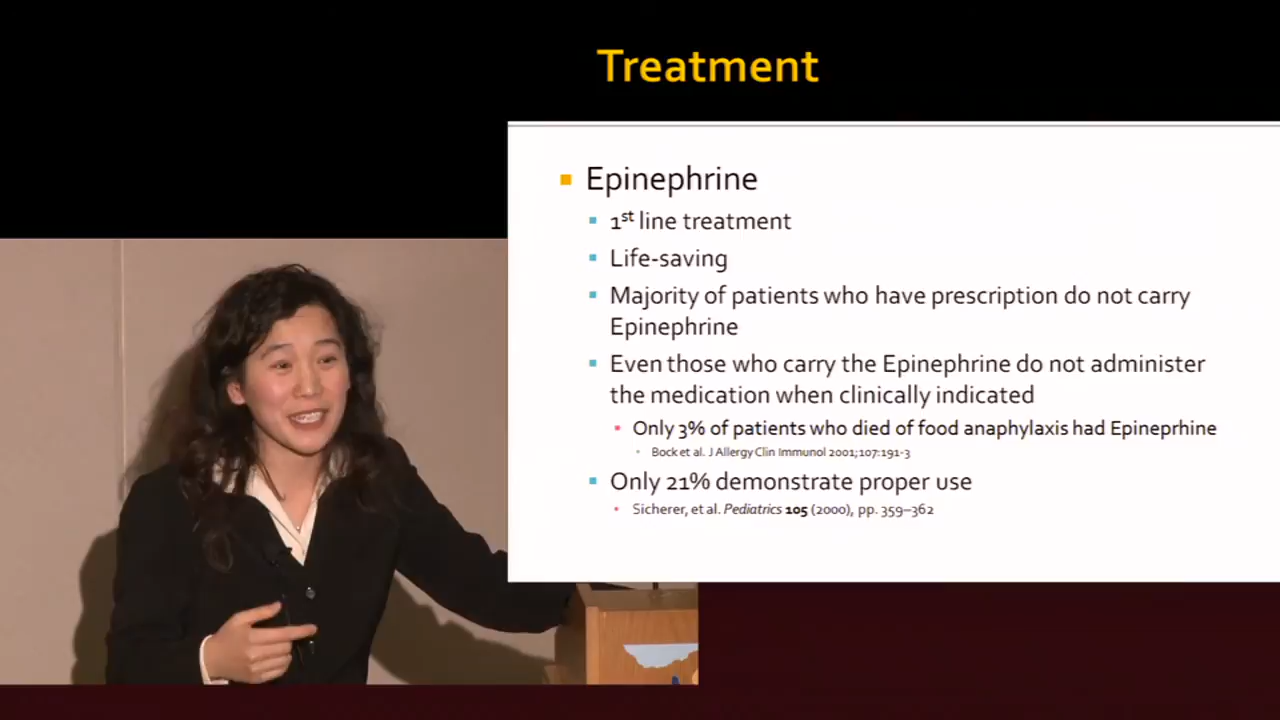 Treatment
Epinephrine
1st line treatment
Life-saving
Majority of patients who have prescription do not carry
Epinephrine
Even those who carry the Epinephrine do not administer
the medication when clinically indicated
Only 3% of patients who died of food anaphylaxis had Epineprhine
Bock et al. J Allergy Clin Immunol 2001;107:191-3
Only 21% demonstrate proper use
Sicherer, et al. Pediatrics 105 (2000), pp. 359–362